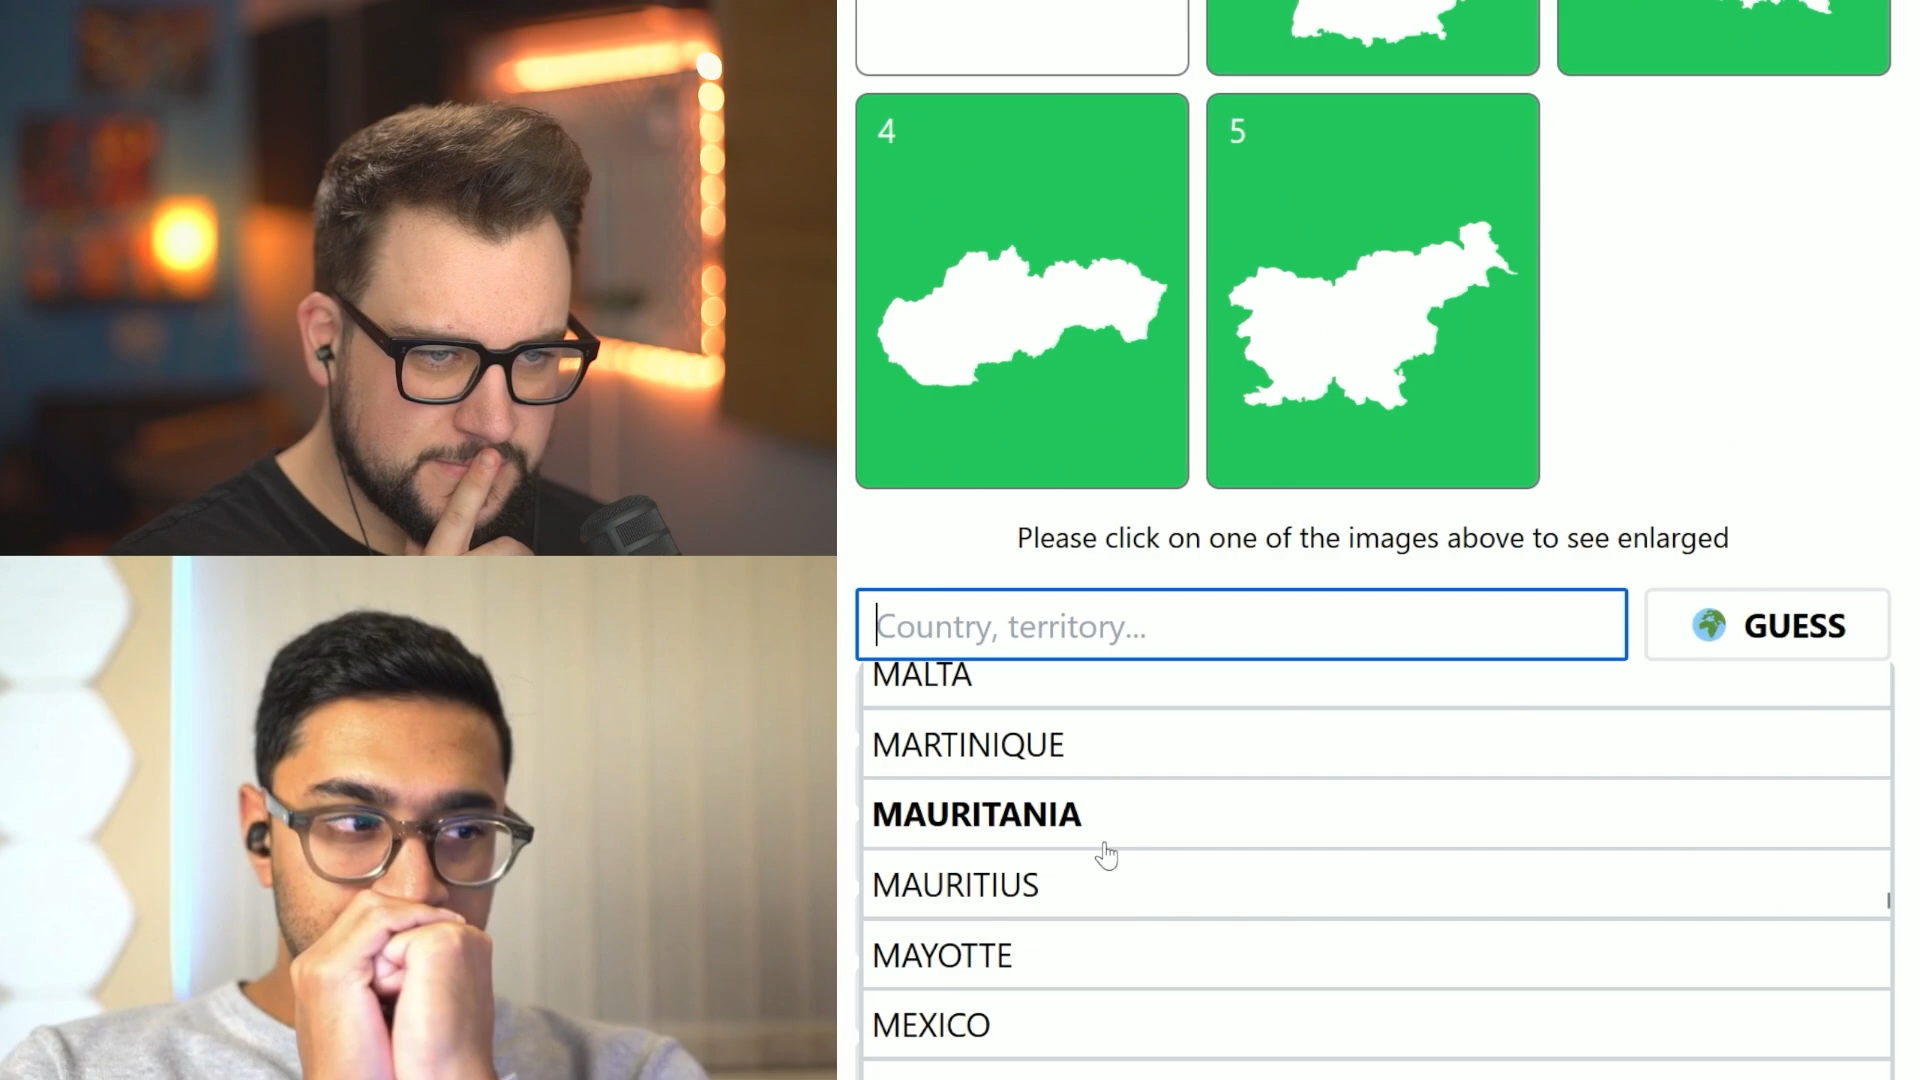 4
5
Please click on one of the images above to see enlarged
Country, territory...
GUESS
MALTA
MARTINIQUE
MAURITANIA
MAURITIUS
MAYOTTE
MEXICO